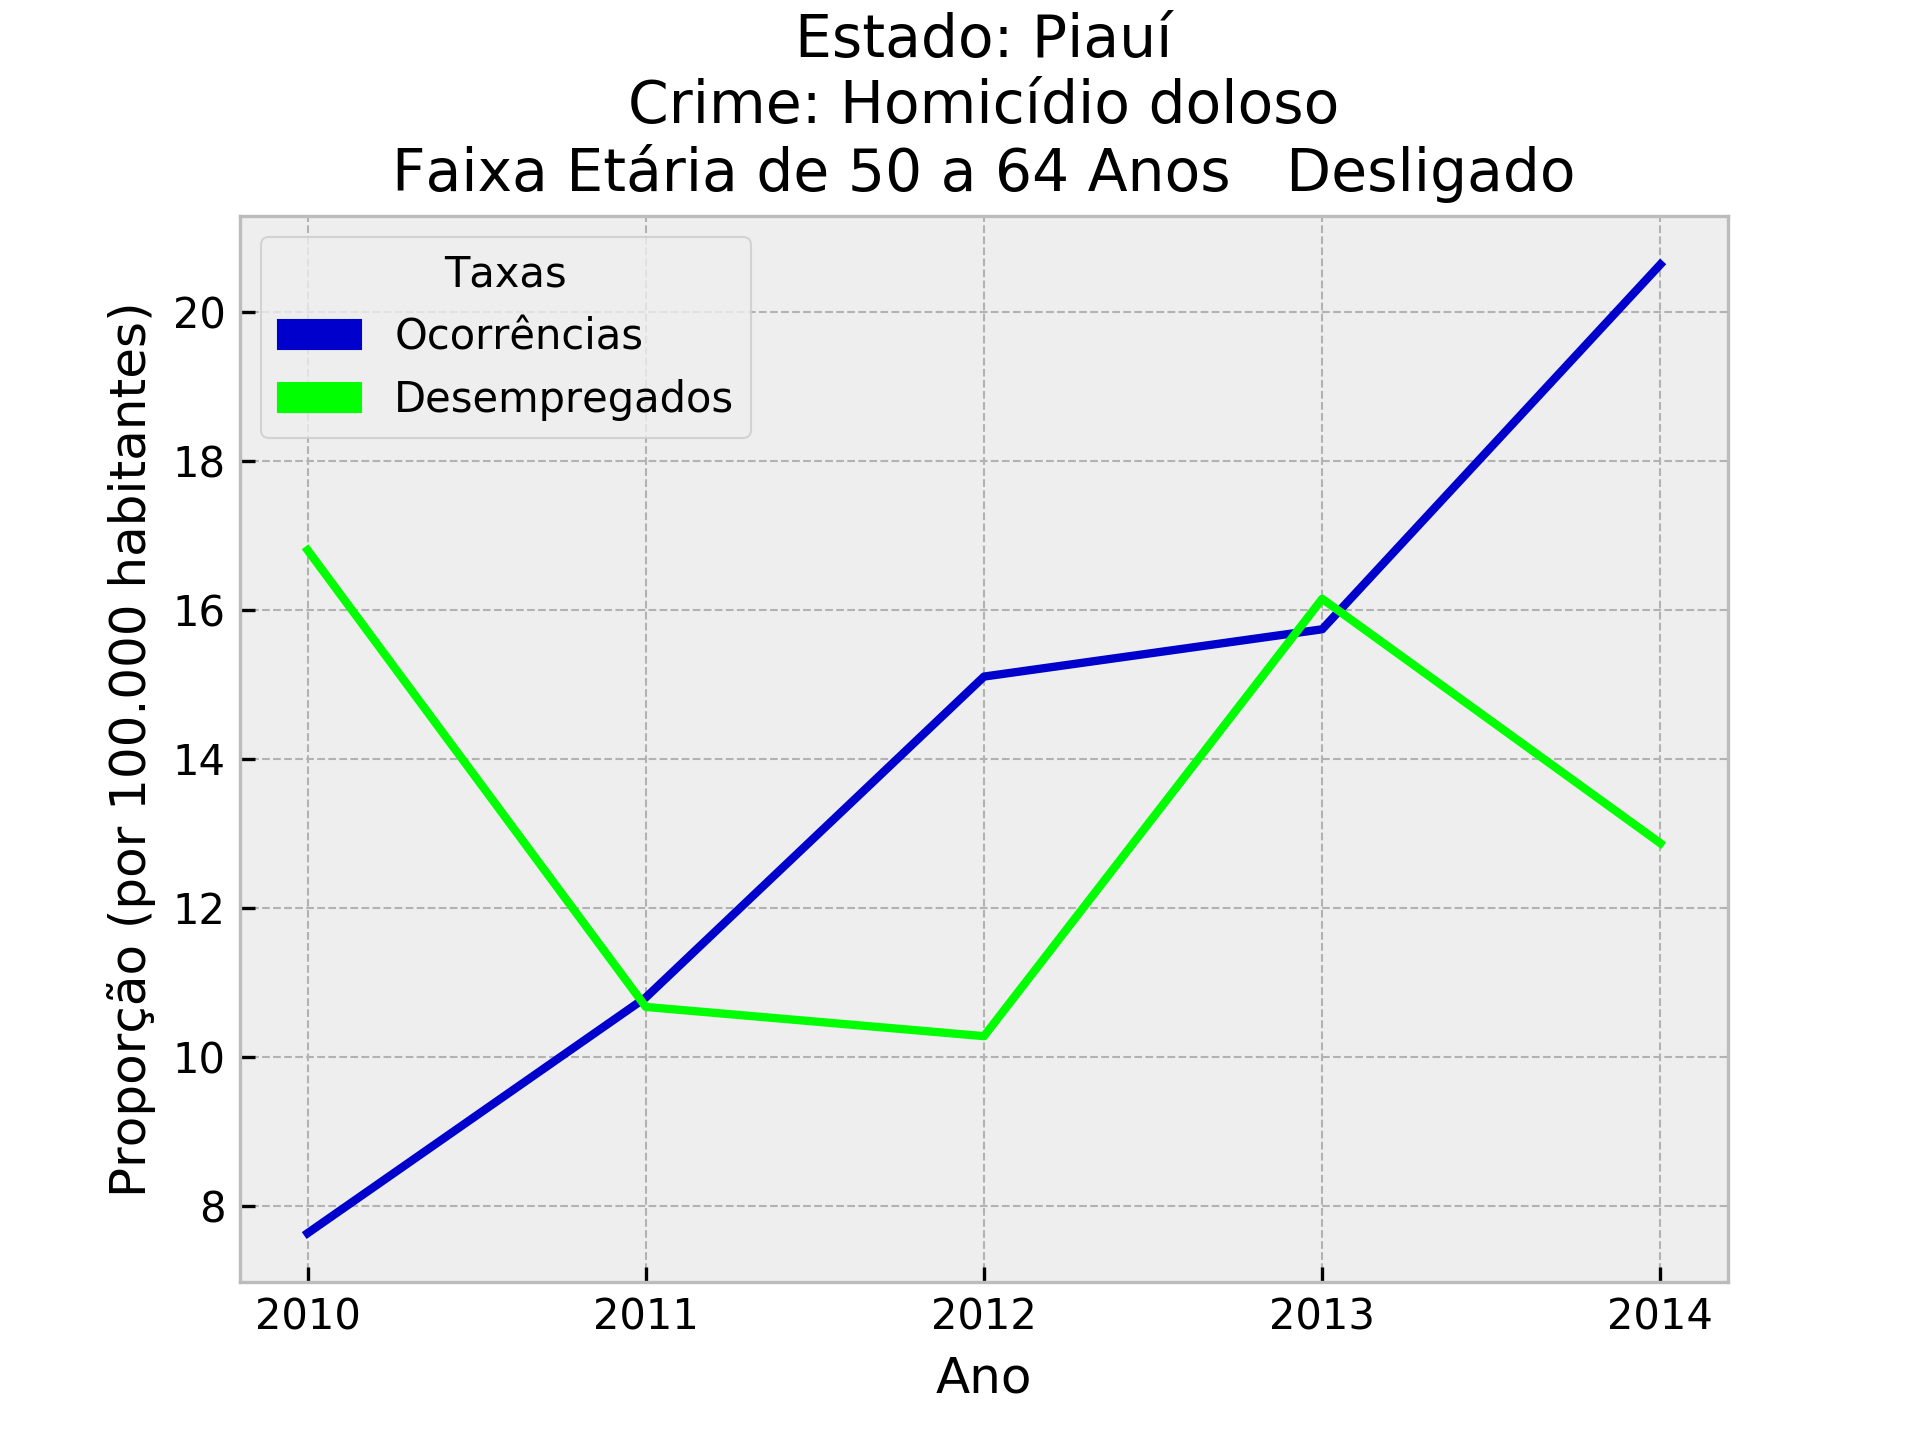 Estado: Piauí
Crime: Homicídio doloso
Faixa Etária de 50 a 64 Anos   Desligado
Taxas
Ocorrências
Desempregados
Proporção (por 100.000 habitantes)
20
18
16
14
12
10
8
2010 2011 2012 2013 2014
Ano